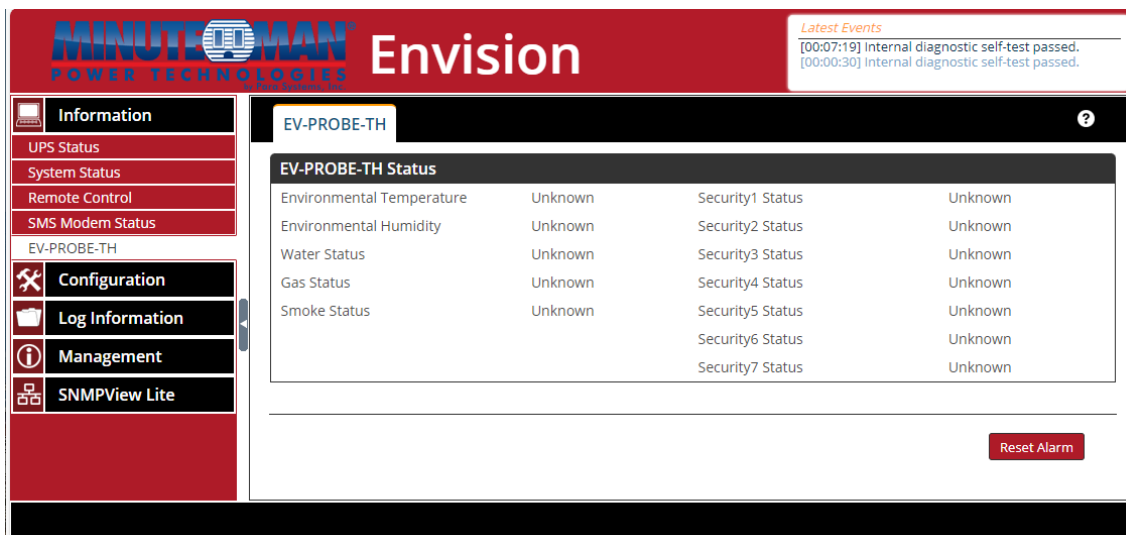 MINUTEMAN
POWER TECHNOLOGIES
by Para Systems, Inc.
Envision
Latest Events
[00:07:19] Internal diagnostic self-test passed.
[00:00:30] Internal diagnostic self-test passed.
Information
UPS Status
System Status
Remote Control
SMS Modem Status
EV-PROBE-TH
Configuration
Log Information
Management
SNMPView Lite
EV-PROBE-TH
?
EV-PROBE-TH Status
Environmental Temperature Unknown Security1 Status Unknown
Environmental Humidity Unknown Security2 Status Unknown
Water Status Unknown Security3 Status Unknown
Gas Status Unknown Security4 Status Unknown
Smoke Status Unknown Security5 Status Unknown
Security6 Status Unknown
Security7 Status Unknown
Reset Alarm